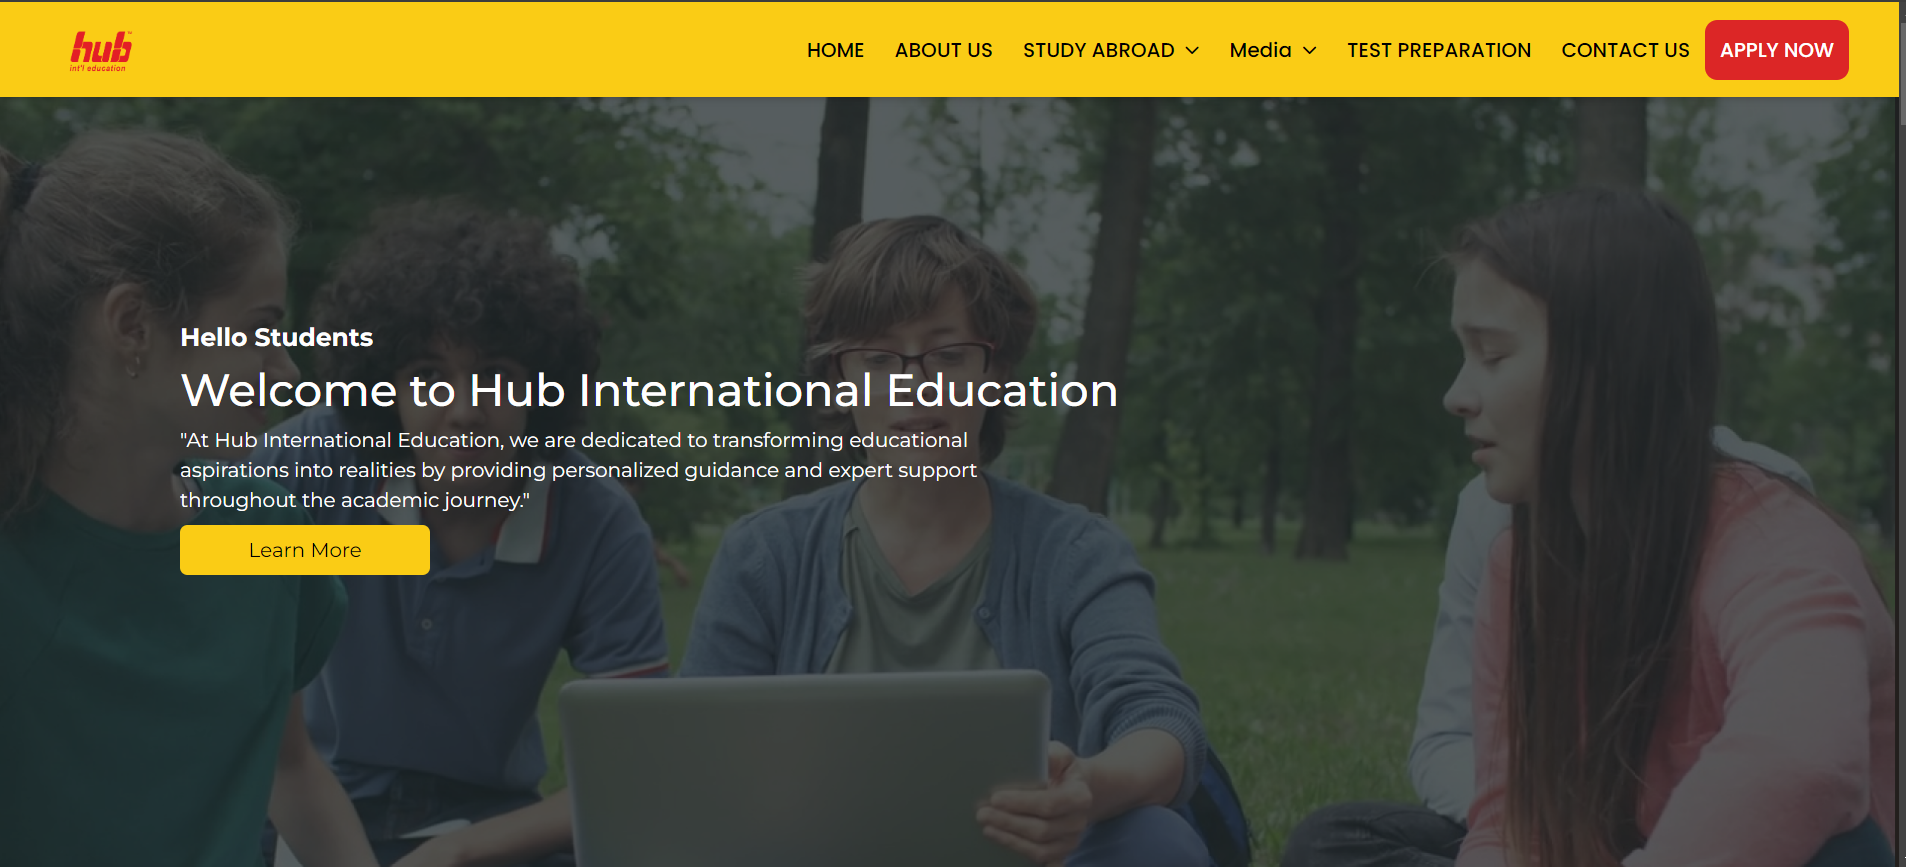 hub
int'l education
HOME ABOUT US STUDY ABROAD Media TEST PREPARATION CONTACT US APPLY NOW
Hello Students
Welcome to Hub International Education
"At Hub International Education, we are dedicated to transforming educational
aspirations into realities by providing personalized guidance and expert support
throughout the academic journey."
Learn More